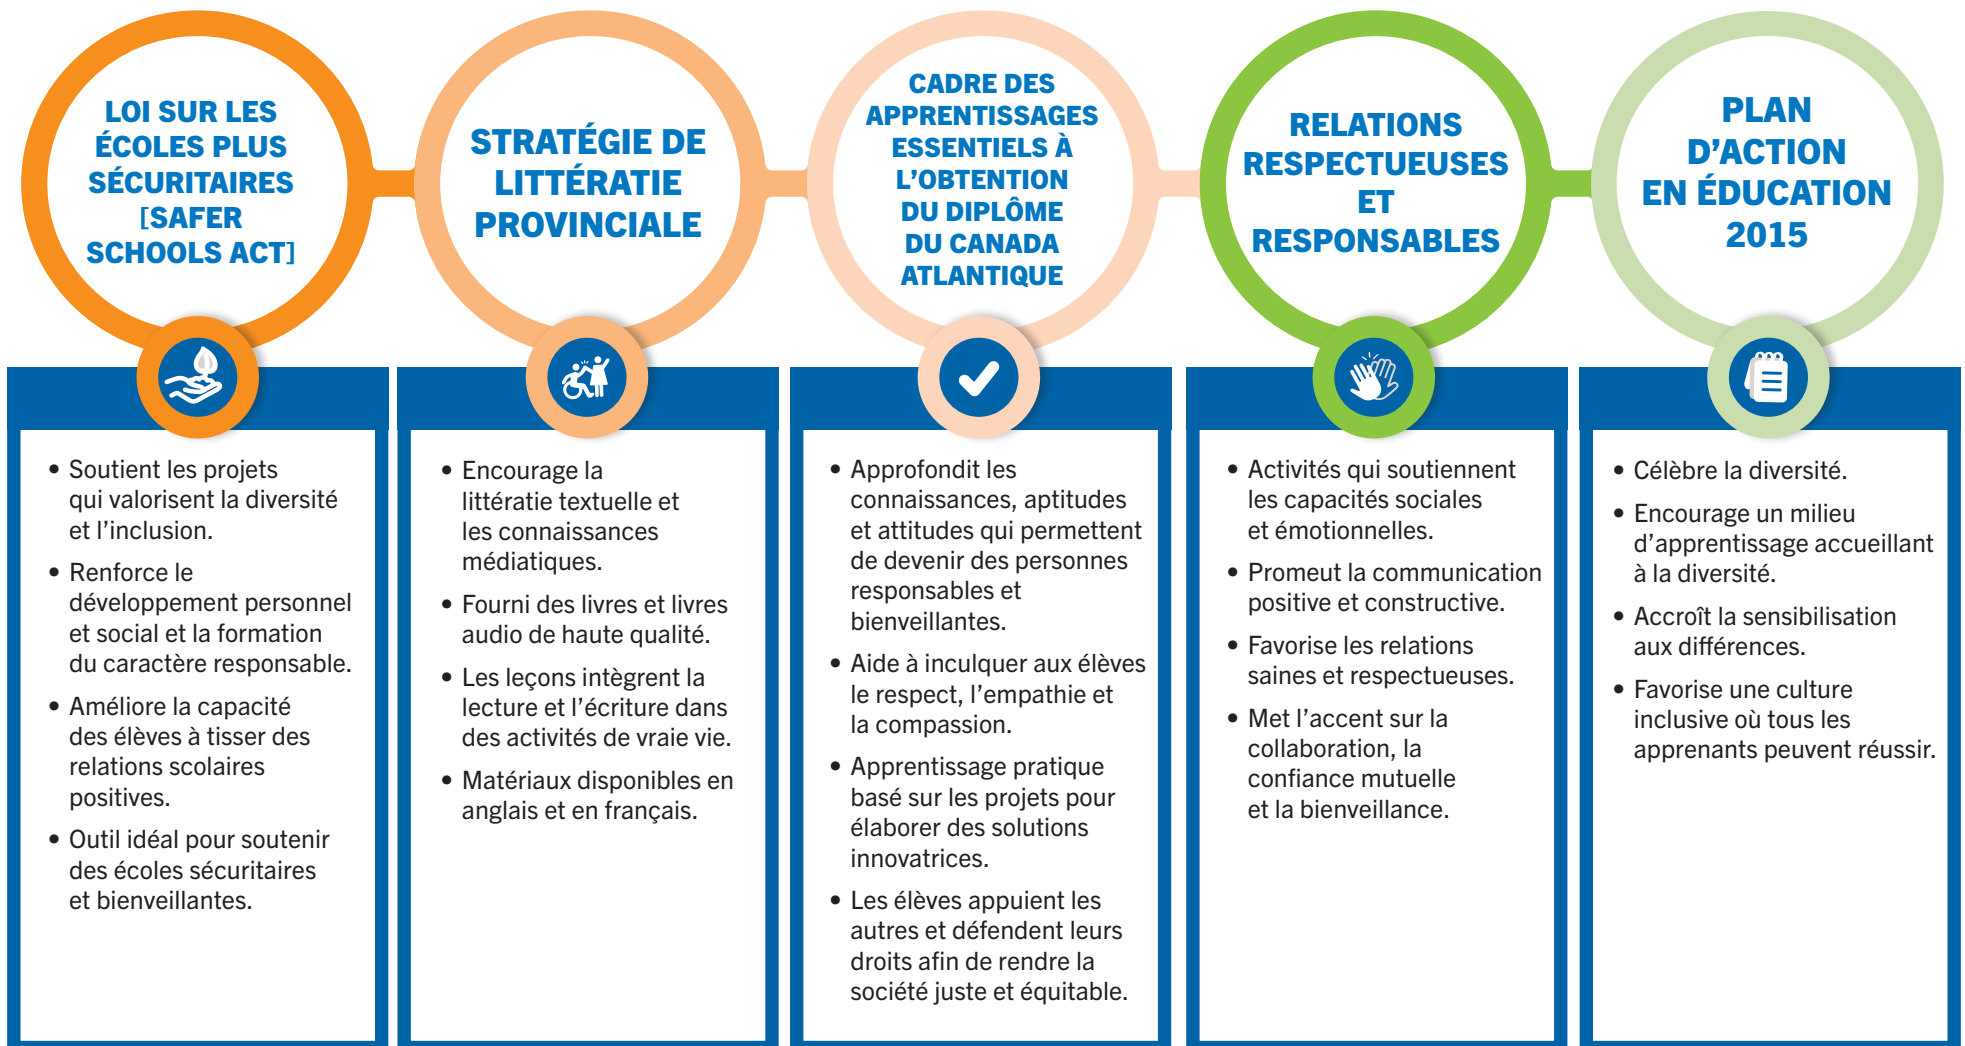 LOI SUR LES
ÉCOLES PLUS
SÉCURITAIRES
[SAFER
SCHOOLS ACT]
• Soutient les projets
qui valorisent la diversité
et l'inclusion.
• Renforce le
développement personnel
et social et la formation
du caractère responsable.
• Améliore la capacité
des élèves à tisser des
relations scolaires
positives.
• Outil idéal pour soutenir
des écoles sécuritaires
et bienveillantes.
STRATÉGIE DE
LITTÉRATIE
PROVINCIALE
• Encourage la
littératie textuelle et
les connaissances
médiatiques.
• Fourni des livres et livres
audio de haute qualité.
• Les leçons intègrent la
lecture et l'écriture dans
des activités de vraie vie.
• Matériaux disponibles en
anglais et en français.
CADRE DES
APPRENTISSAGES
ESSENTIELS À
L'OBTENTION
DU DIPLÔME
DU CANADA
ATLANTIQUE
• Approfondit les
connaissances, aptitudes
et attitudes qui permettent
de devenir des personnes
responsables et
bienveillantes.
• Aide à inculquer aux élèves
le respect, l'empathie et
la compassion.
• Apprentissage pratique
basé sur les projets pour
élaborer des solutions
innovatrices.
• Les élèves appuient les
autres et défendent leurs
droits afin de rendre la
société juste et équitable.
RELATIONS
RESPECTUEUSES
ET
RESPONSABLES
• Activités qui soutiennent
les capacités sociales
et émotionnelles.
• Promeut la communication
positive et constructive.
• Favorise les relations
saines et respectueuses.
• Met l'accent sur la
collaboration, la
confiance mutuelle
et la bienveillance.
PLAN
D'ACTION
EN ÉDUCATION
2015
• Célèbre la diversité.
• Encourage un milieu
d'apprentissage accueillant
à la diversité.
• Accroît la sensibilisation
aux différences.
• Favorise une culture
inclusive où tous les
apprenants peuvent réussir.